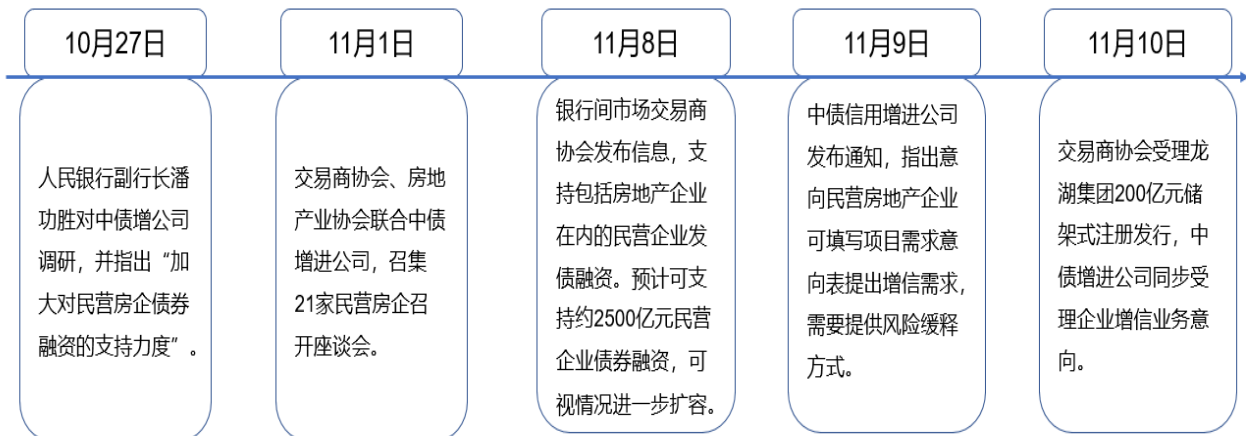 10月27日
人民银行副行长潘
功胜对中债增公司
调研，并指出“加
大对民营房企债券
融资的支持力度”。
11月1日
交易商协会、房地
产业协会联合中债
增进公司，召集
21家民营房企召
开座谈会。
11月8日
银行间市场交易商
协会发布信息，支
持包括房地产企业
在内的民营企业发
债融资。预计可支
持约2500亿元民营
企业债券融资，可
视情况进一步扩容。
11月9日
中债信用增进公司
发布通知，指出意
向民营房地产企业
可填写项目需求意
向表提出增信需求，
需要提供风险缓释
方式。
11月10日
交易商协会受理龙
湖集团200亿元储
架式注册发行，中
债增进公司同步受
理企业增信业务意
向。